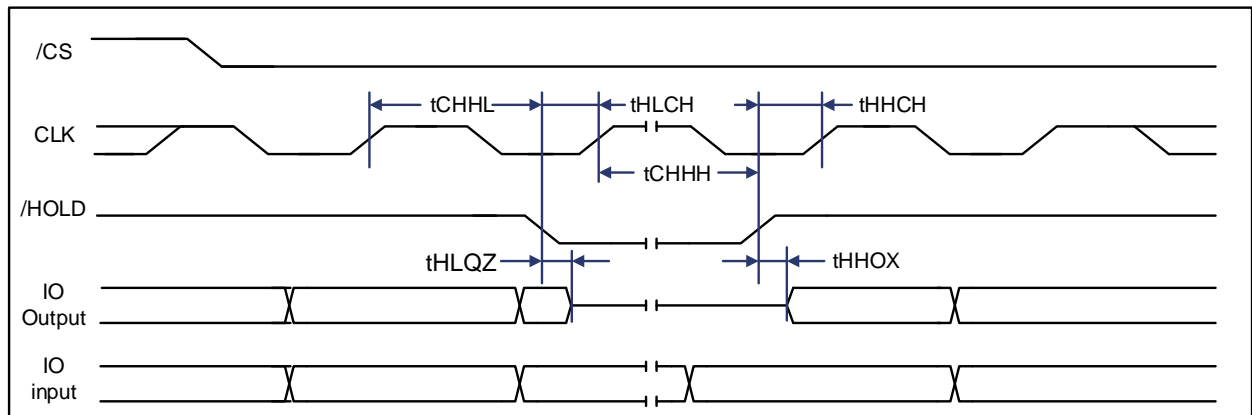 /CS
tCHHL
tHLCH
tHHCH
CLK
tCHHH
/HOLD
tHLQZ
tHHOX
IO
Output
IO
input